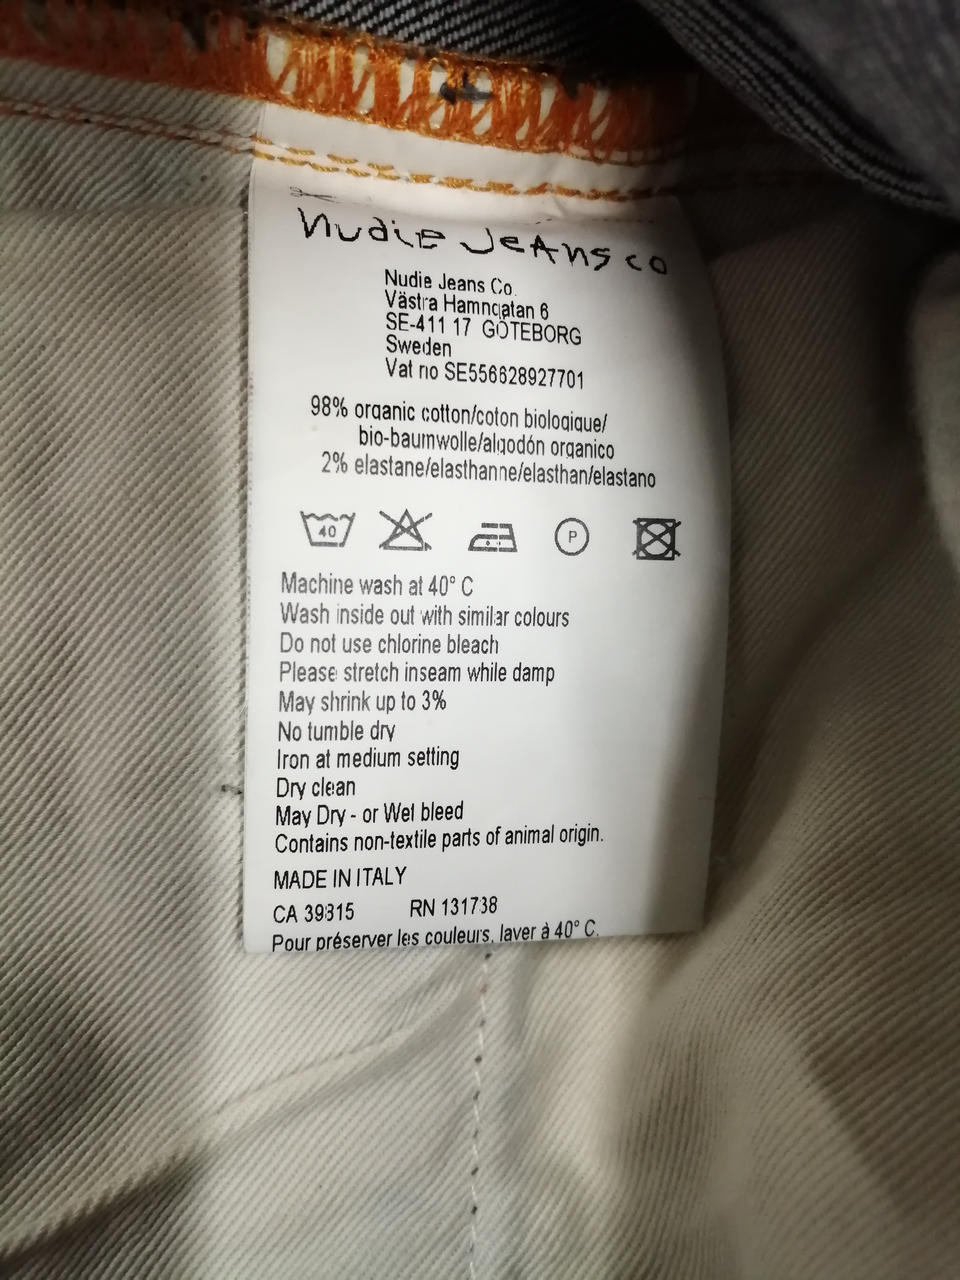 Nudie Jeans co
Nudie Jeans Co.
Västra Hamngatan 6
SE-411 17 GÖTEBORG
Sweden
Vat no SE556628927701
98% organic cotton/coton biologique/
bio-baumwolle/algodón organico
2% elastane/elasthanne/elasthan/elastano
40 P
Machine wash at 40° C
Wash inside out with similar colours
Do not use chlorine bleach
Please stretch inseam while damp
May shrink up to 3%
No tumble dry
Iron at medium setting
Dry clean
May Dry - or Wet bleed
Contains non-textile parts of animal origin.
MADE IN ITALY
CA 39815 RN 131738
Pour préserver les couleurs, laver à 40° C.